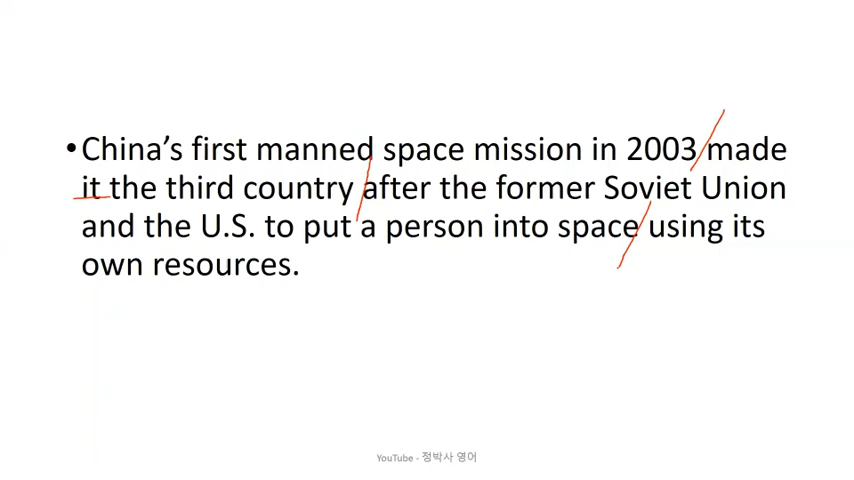 •China’s first manned space mission in 2003 made
it the third country after the former Soviet Union
and the U.S. to put a person into space using its
own resources.
YouTube - 정박사 영어